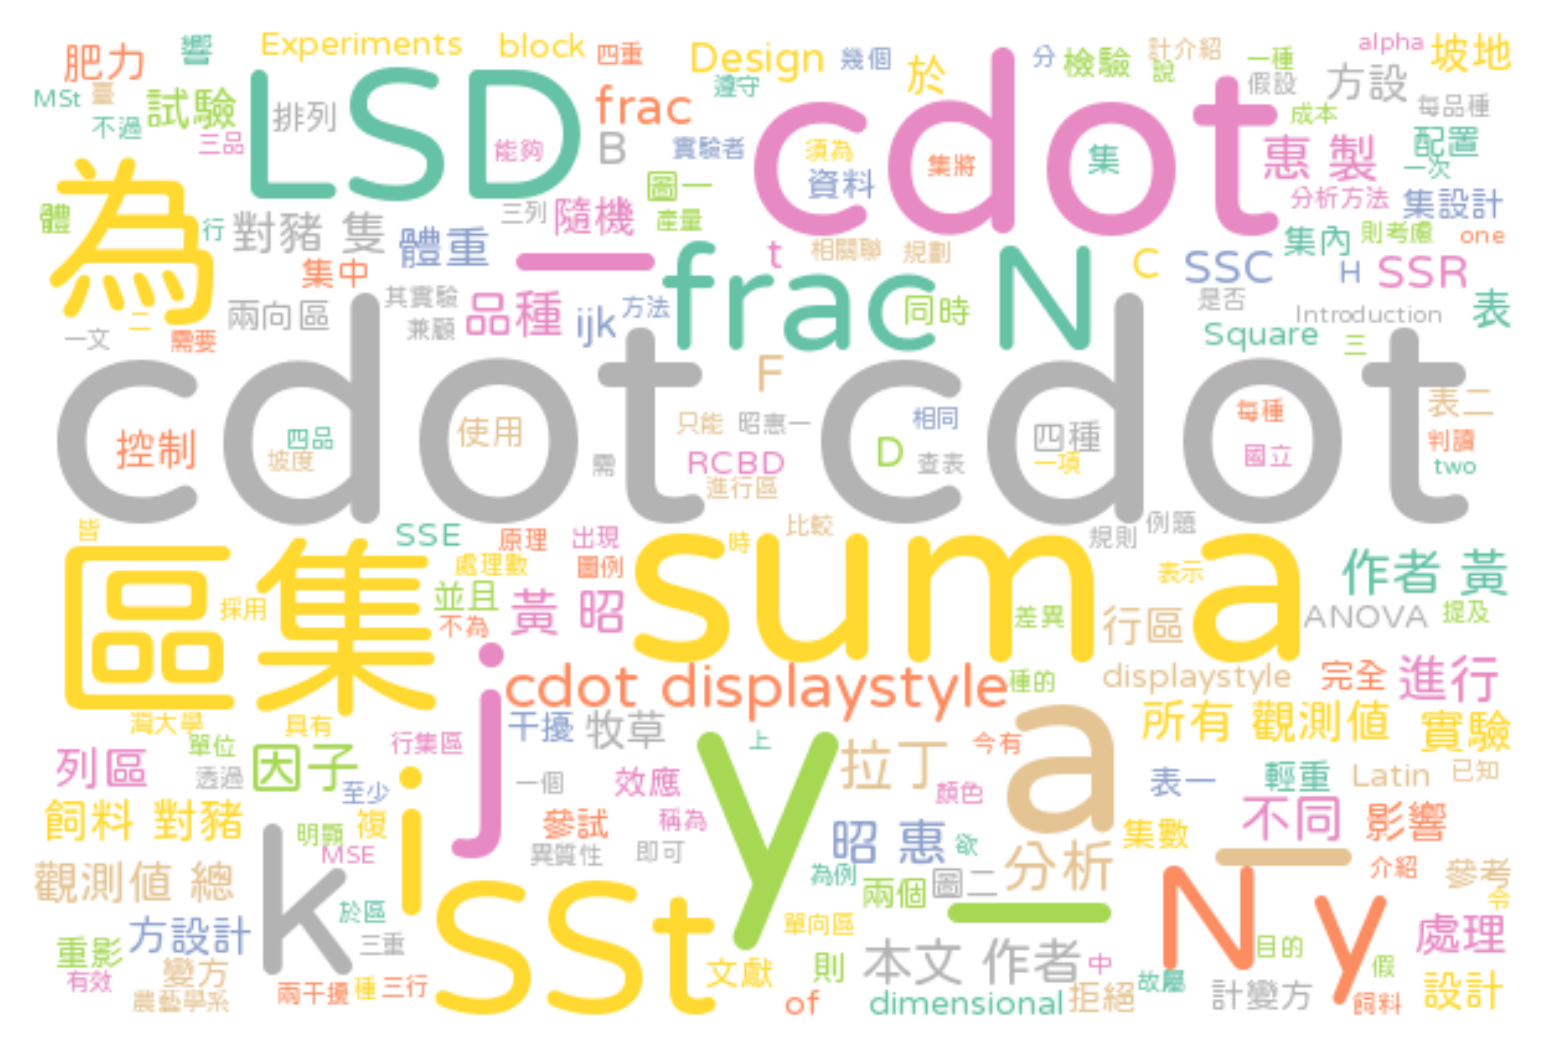 Experiments block 四重 Design 幾個 於 分 檢驗 計介紹 說 一種 alpha 坡地
肥力 響
MSt 臺 試驗 LSD 排列 frac 遵守 cdot 假設 方設 每品種
不過 三品 能夠 B 實驗者 須為 資料 集將 集 成本 惠 製 配置 一次
為 體 行 對豬 隻 體重 三列 隨機 圖一 產量 分析方法 集設計
集中 一 t 相關聯 規劃 C SSC 集內 則考慮 one
兩向區 其實驗 兼顧 品種 ijk 方法 frac N 同時 是否 H SSR Introduction 表
一文 二 需要 Square 三
cdot cdot F
控制 四品 坡度 使用 需 只能 昭惠一 RCBD 進行區 相同 D 查表 四種 一項 每種 國立 表二 判讀 two
皆 SSE 原理 出現 時 比較 規則 例題
區集 採用 處理數 圖例 sum a 表示 作者 黃
並且 不為 黃 昭 差異 行區 ANOVA 提及
j cdot displaystyle 種的 displaystyle 完全 進行
灣大學 具有 干擾 牧草 上 a 所有 觀測值 實驗
列區 單位 透過 因子 行集區 一個 y 拉丁 今有 表一 輕重 Latin 已知
至少 i 效應 顏色
飼料 對豬 明顯 複 參試 稱為 昭 惠 欲 集數 不同 影響
k MSE 異質性 即可 分析 一 介紹
觀測值 總 為例 兩個 圖二 參考 令
方設計 於區 SSt 單向區 一 N y 處理
重影 三重 本文 作者 中 目的
有效 變方 文獻 則 故屬 假
農藝學系 兩干擾 種 三行 of dimensional 拒絕 計變方 飼料 設計